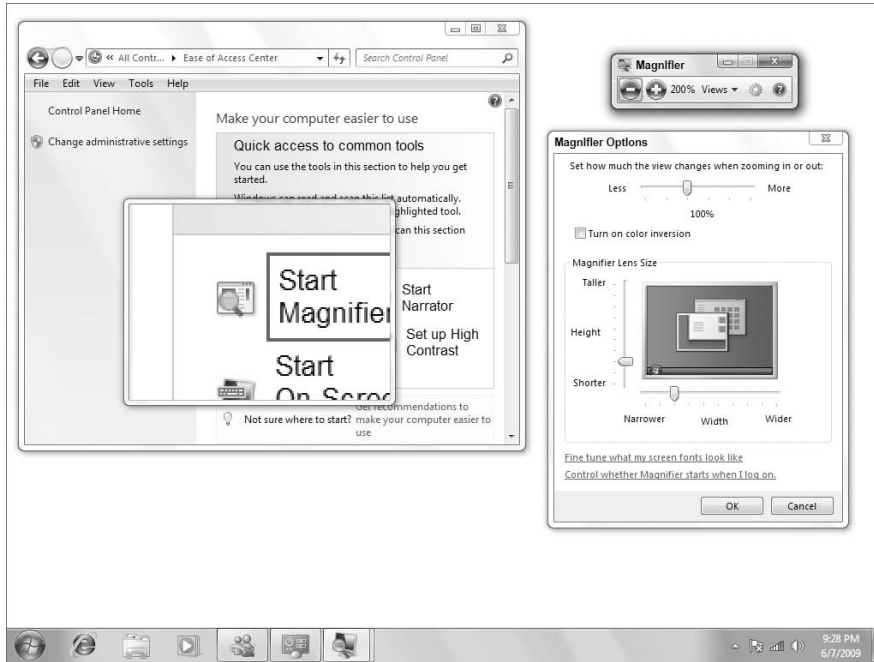 « All Contr... ▸ Ease of Access Center
Search Control Panel
File Edit View Tools Help
Control Panel Home
Change administrative settings
Make your computer easier to use
Quick access to common tools
You can use the tools in this section to help you get
started.
Windows can read and scan this list automatically.
ghlighted tool.
can this section
Start
Magnifier
Start
On-Scree
Start
Narrator
Set up High
Contrast
Not sure where to start?
Get recommendations to
make your computer easier to
use
Magnifier
200% Views
Magnifier Options
Set how much the view changes when zooming in or out:
Less More
100%
Turn on color inversion
Magnifier Lens Size
Taller
Height
Shorter
Narrower Width Wider
Fine tune what my screen fonts look like
Control whether Magnifier starts when I log on.
OK Cancel
9:28 PM
6/7/2009